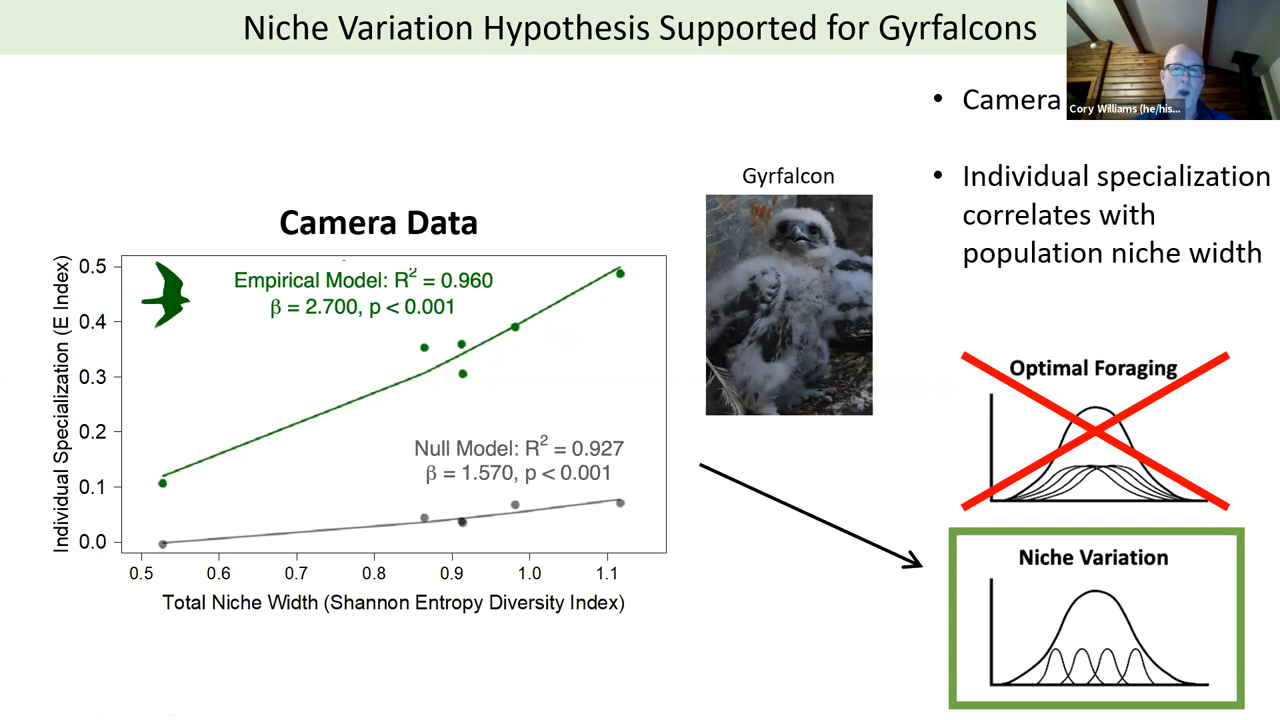 Niche Variation Hypothesis Supported for Gyrfalcons
• Camera
Cory Williams (he/his...
• Individual specialization
correlates with
population niche width
Gyrfalcon
Camera Data
Empirical Model: R² = 0.960
β = 2.700, p < 0.001
Null Model: R² = 0.927
β = 1.570, p < 0.001
Individual Specialization (E Index)
0.5
0.4
0.3
0.2
0.1
0.0
0.5 0.6 0.7 0.8 0.9 1.0 1.1
Total Niche Width (Shannon Entropy Diversity Index)
Optimal Foraging
Niche Variation